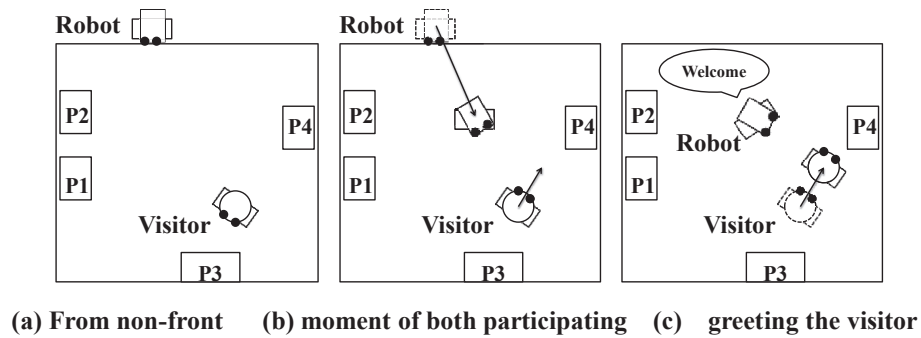 Robot
P2
P4
P1
Visitor
P3
Robot
P2
P4
P1
Visitor
P3
Welcome
P2
P4
Robot
P1
Visitor
P3
(a) From non-front
(b) moment of both participating
(c) greeting the visitor